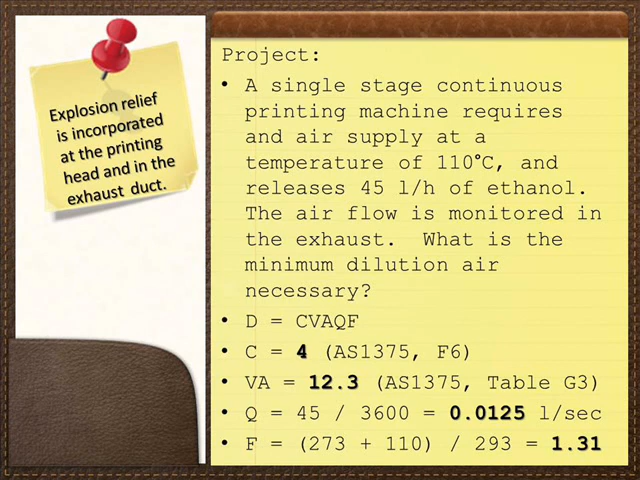 Explosion relief
is incorporated
at the printing
head and in the
exhaust duct.
Project:
• A single stage continuous
printing machine requires
and air supply at a
temperature of 110°C, and
releases 45 l/h of ethanol.
The air flow is monitored in
the exhaust. What is the
minimum dilution air
necessary?
• D = CVAQF
• C = 4 (AS1375, F6)
• VA = 12.3 (AS1375, Table G3)
• Q = 45 / 3600 = 0.0125 l/sec
• F = (273 + 110) / 293 = 1.31